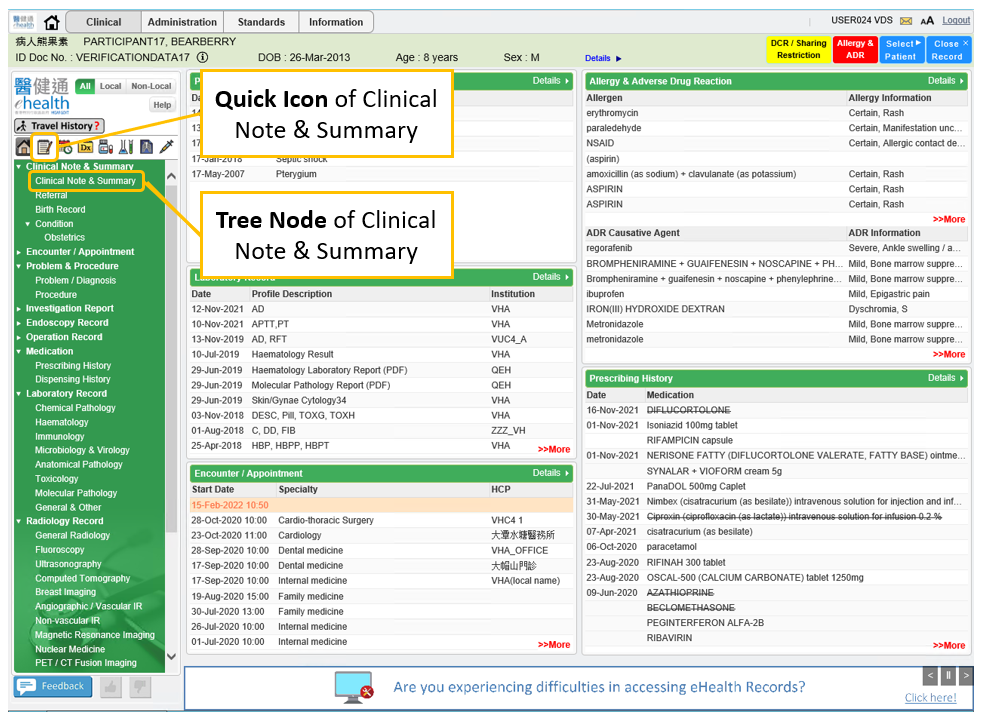 醫健通
eHealth
Clinical
Administration
Standards
Information
USER024 VDS
AA
Logout
病人熊果素 PARTICIPANT17, BEARBERRY
ID Doc No. : VERIFICATIONDATA17
DOB : 26-Mar-2013
Age : 8 years
Sex : M
Details ▶
DCR / Sharing
Restriction
Allergy &
ADR
Select ▶
Patient
Close ×
Record
醫健通
eHealth
All
Local
Non-Local
Help
Travel History ?
Dx
Clinical Note & Summary
Clinical Note & Summary
Referral
Birth Record
Condition
Obstetrics
Encounter / Appointment
Problem & Procedure
Problem / Diagnosis
Procedure
Investigation Report
Endoscopy Record
Operation Record
Medication
Prescribing History
Dispensing History
Laboratory Record
Chemical Pathology
Haematology
Immunology
Microbiology & Virology
Anatomical Pathology
Toxicology
Molecular Pathology
General & Other
Radiology Record
General Radiology
Fluoroscopy
Ultrasonography
Computed Tomography
Breast Imaging
Angiographic / Vascular IR
Non-vascular IR
Magnetic Resonance Imaging
Nuclear Medicine
PET / CT Fusion Imaging
Feedback
Quick Icon of Clinical
Note & Summary
Details
17-Jan-2018 Septic shock
17-May-2007 Pterygium
Tree Node of Clinical
Note & Summary
Laboratory Record
Details
Date Profile Description Institution
12-Nov-2021 AD VHA
10-Nov-2021 APTT,PT VHA
13-Nov-2019 AD, RFT VUC4_A
10-Jul-2019 Haematology Result VHA
29-Jun-2019 Haematology Laboratory Report (PDF) QEH
29-Jun-2019 Molecular Pathology Report (PDF) QEH
29-Jun-2019 Skin/Gynae Cytology34 VHA
03-Nov-2018 DESC, Pill, TOXG, TOXH VHA
01-Aug-2018 C, DD, FIB ZZZ_VH
25-Apr-2018 HBP, HBPP, HBPT VHA
>>More
Encounter / Appointment
Details
Start Date Specialty HCP
15-Feb-2022 10:50
28-Oct-2020 10:00 Cardio-thoracic Surgery VHC4 1
23-Oct-2020 11:00 Cardiology 大潭水塘醫務所
28-Sep-2020 10:00 Dental medicine VHA_OFFICE
17-Sep-2020 10:00 Dental medicine 大帽山門診
17-Sep-2020 10:00 Internal medicine VHA(local name)
19-Aug-2020 15:00 Family medicine
30-Jul-2020 13:00 Family medicine
26-Jul-2020 10:00 Internal medicine
01-Jul-2020 10:00 Internal medicine
>>More
Allergy & Adverse Drug Reaction
Details
Allergen Allergy Information
erythromycin Certain, Rash
paraldehyde Certain, Manifestation unc...
NSAID Certain, Allergic contact de...
(aspirin)
amoxicillin (as sodium) + clavulanate (as potassium) Certain, Rash
ASPIRIN Certain, Rash
ASPIRIN Certain, Rash
>>More
ADR Causative Agent ADR Information
regorafenib Severe, Ankle swelling / a...
BROMPHENIRAMINE + GUAIFENESIN + NOSCAPINE + PH... Mild, Bone marrow suppre...
Brompheniramine + guaifenesin + noscapine + phenylephrine... Mild, Bone marrow suppre...
ibuprofen Mild, Epigastric pain
IRON(III) HYDROXIDE DEXTRAN Dyschromia, S
Metronidazole Mild, Bone marrow suppre...
metronidazole Mild, Bone marrow suppre...
>>More
Prescribing History
Details
Date Medication
16-Nov-2021 DIFLUCORTOLONE
01-Nov-2021 Isoniazid 100mg tablet
RIFAMPICIN capsule
01-Nov-2021 NERISONE FATTY (DIFLUCORTOLONE VALERATE, FATTY BASE) ointme...
SYNALAR + VIOFORM cream 5g
22-Jul-2021 PanaDOL 500mg Caplet
31-May-2021 Nimbex (cisatracurium (as besilate)) intravenous solution for injection and inf...
30-May-2021 Ciproxin (ciprofloxacin (as lactate)) intravenous solution for infusion 0.2 %
07-Apr-2021 cisatracurium (as besilate)
06-Oct-2020 paracetamol
23-Aug-2020 RIFINAH 300 tablet
23-Aug-2020 OSCAL-500 (CALCIUM CARBONATE) tablet 1250mg
09-Jun-2020 AZATHIOPRINE
BECLOMETHASONE
PEGINTERFERON ALFA-2B
RIBAVIRIN
>>More
Are you experiencing difficulties in accessing eHealth Records?
< II >
Click here!